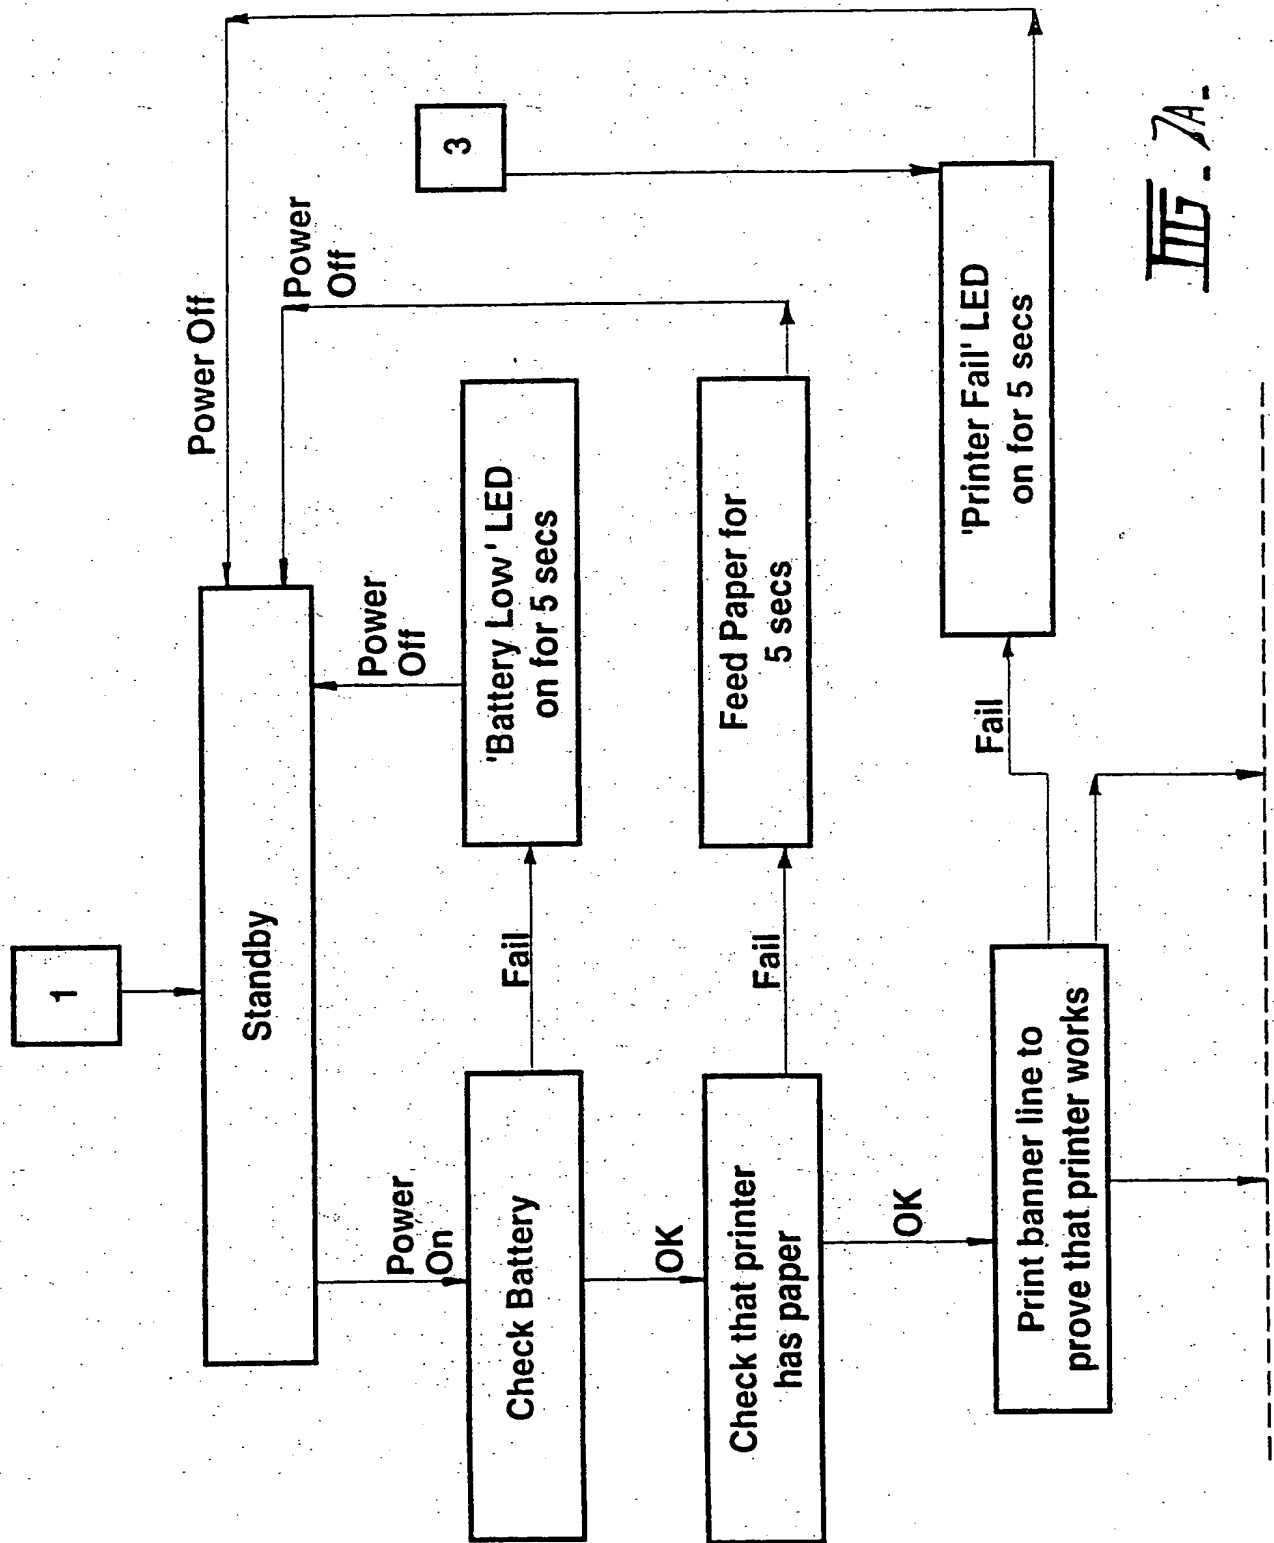 1
Standby
Power Off
Power
On
Power
Off
Power
Off
3
Check Battery
Fail
'Battery Low' LED
on for 5 secs
OK
Check that printer
has paper
Fail
Feed Paper for
5 secs
OK
Print banner line to
prove that printer works
Fail
'Printer Fail' LED
on for 5 secs
FIG. 7A.